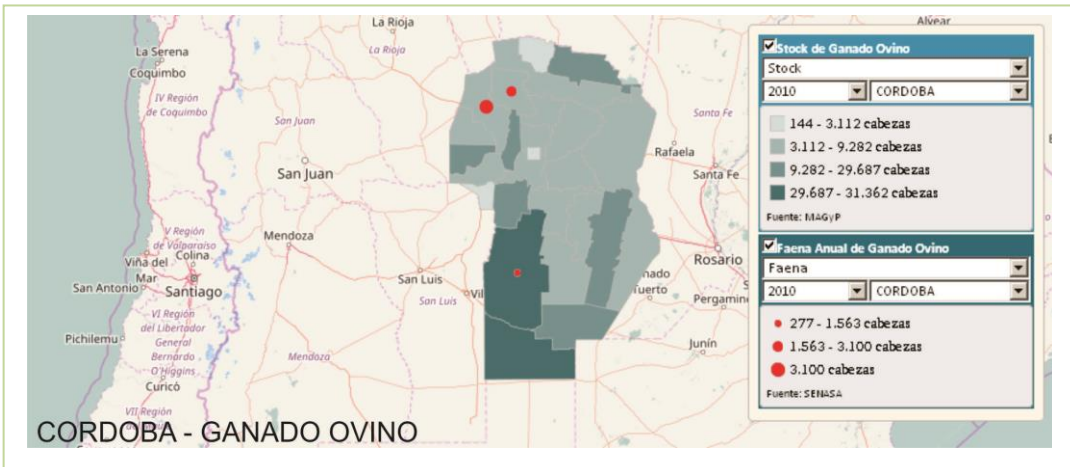 La Rioja
Alvear
La Serena
Coquimbo
La Rioja
IV Región
de Coquimbo
San Juan
Santa Fe
Rafaela
San Juan
Santa Fe
V Región
de Valparaíso
Mendoza
Viña del
Mar
Colina
San Luis
Rosario
San Antonio
Santiago
San Luis
Vil
nado
uerto
Pergamin
VI Región
del Libertador
General
Bernardo
O'Higgins
Pichilemu
Mendoza
Junín
Curicó
VII Región
CORDOBA - GANADO OVINO
Stock de Ganado Ovino
Stock
2010 CORDOBA
144 - 3.112 cabezas
3.112 - 9.282 cabezas
9.282 - 29.687 cabezas
29.687 - 31.362 cabezas
Fuente: MAGyP
Faena Anual de Ganado Ovino
Faena
2010 CORDOBA
277 - 1.563 cabezas
1.563 - 3.100 cabezas
3.100 cabezas
Fuente: SENASA